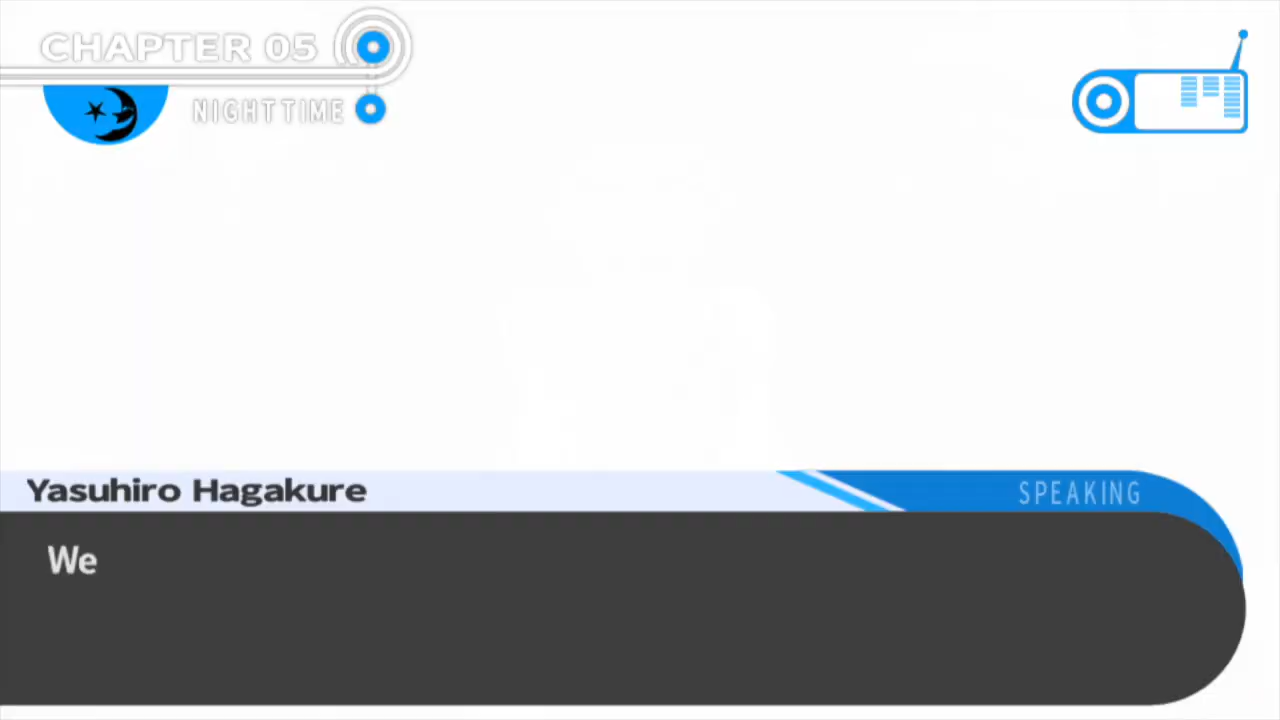 CHAPTER 05
NIGHTTIME
Yasuhiro Hagakure
SPEAKING
We